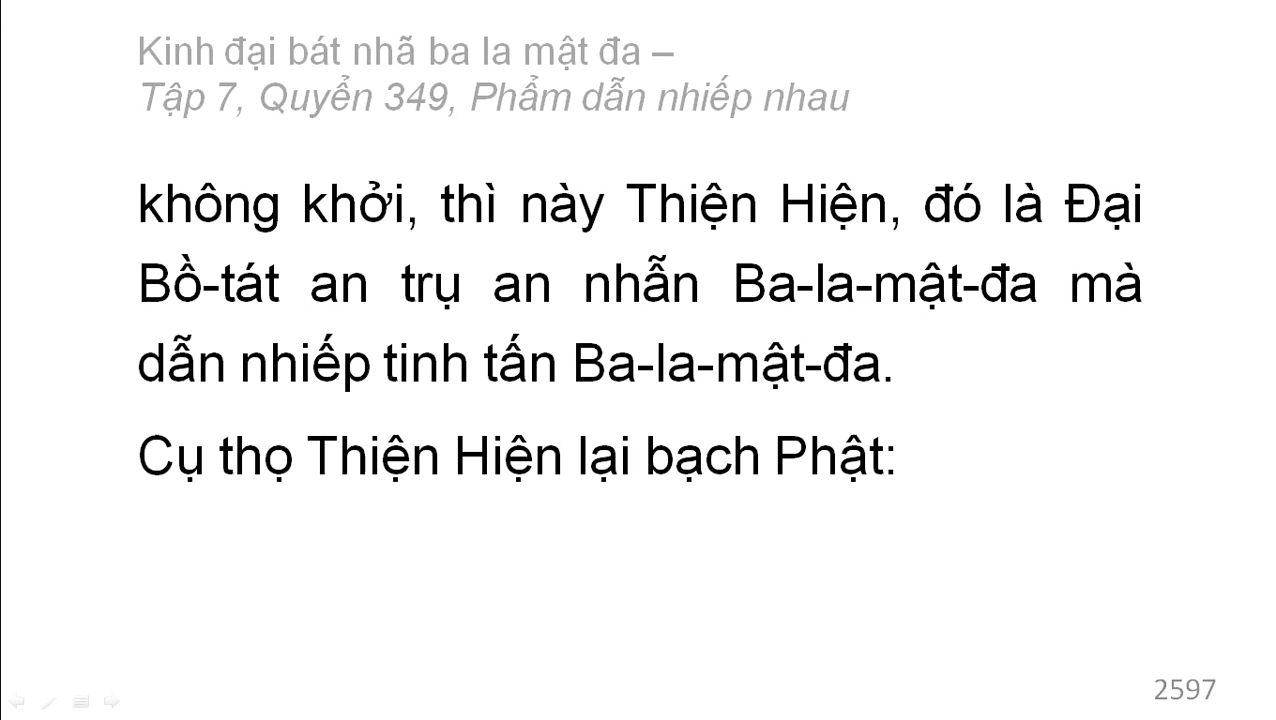 Kinh đại bát nhã ba la mật đa –
Tập 7, Quyển 349, Phẩm dẫn nhiếp nhau
không khởi, thì này Thiện Hiện, đó là Đại
Bồ-tát an trụ an nhẫn Ba-la-mật-đa mà
dẫn nhiếp tinh tấn Ba-la-mật-đa.
Cụ thọ Thiện Hiện lại bạch Phật:
2597